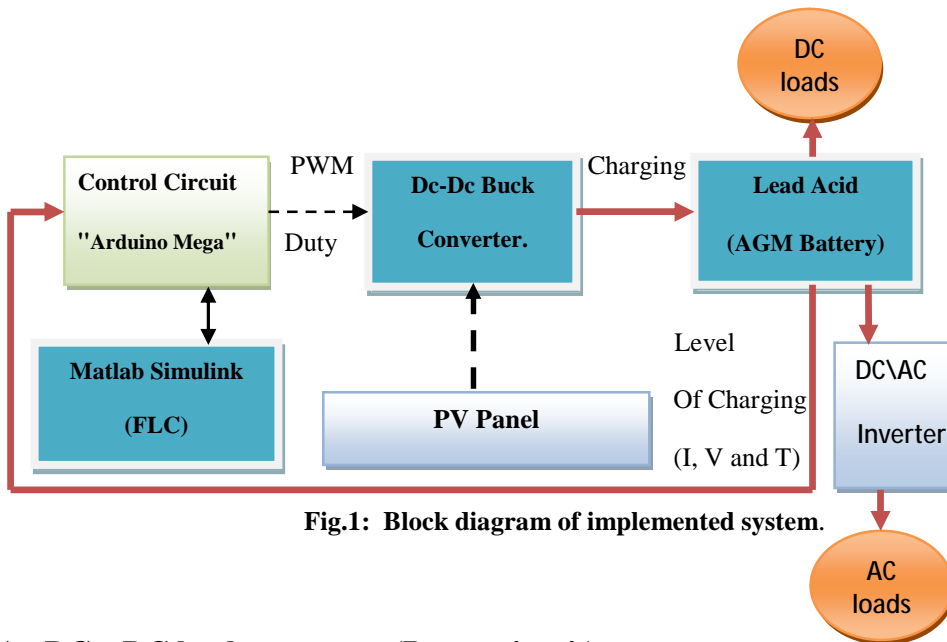 DC
loads
PWM
Charging
Control Circuit
"Arduino Mega"
Duty
Dc-Dc Buck
Converter.
Lead Acid
(AGM Battery)
Matlab Simulink
(FLC)
PV Panel
Level
Of Charging
(I, V and T)
DC\AC
Inverter
Fig.1: Block diagram of implemented system.
AC
loads